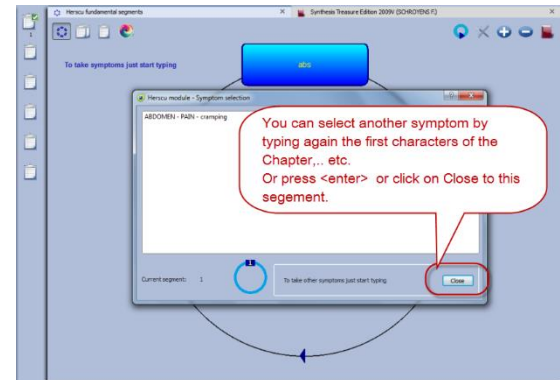 Herscu fundamental segments
Synthesis Treasure Edition 2009V (SCHROYENS F.)
1
To take symptoms just start typing
abs
Herscu module - Symptom selection
ABDOMEN - PAIN - cramping
You can select another symptom by
typing again the first characters of the
Chapter,.. etc.
Or press <enter> or click on Close to this
segement.
Current segment: 1
1
To take other symptoms just start typing
Close